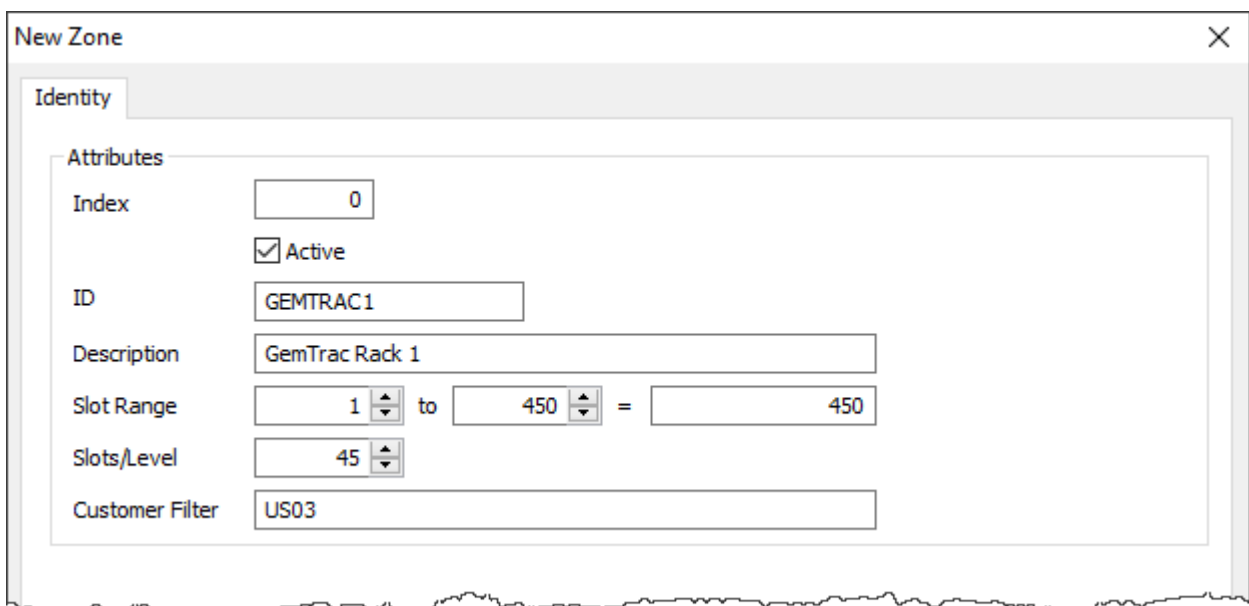 New Zone
Identity
Attributes
Index 0
Active
ID GEMTRAC1
Description GemTrac Rack 1
Slot Range 1 to 450 = 450
Slots/Level 45
Customer Filter US03